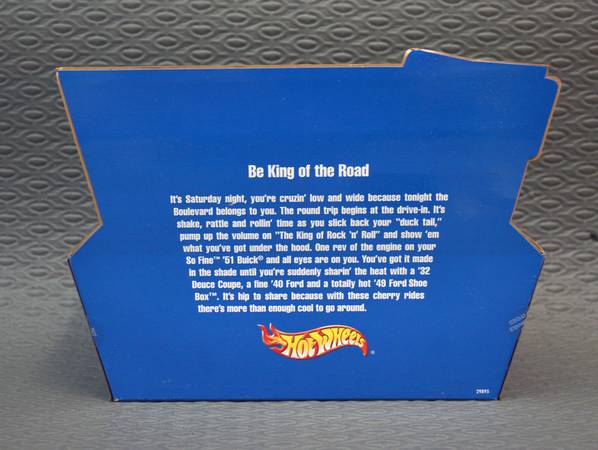 Be King of the Road
It's Saturday night, you're cruzin' low and wide because tonight the
Boulevard belongs to you. The round trip begins at the drive-in. It's
shake, rattle and rollin' time as you slick back your "duck tail,"
pump up the volume on "The King of Rock 'n' Roll" and show 'em
what you've got under the hood. One rev of the engine on your
So Fine™ '51 Buick® and all eyes are on you. You've got it made
in the shade until you're suddenly sharin' the heat with a '32
Deuce Coupe, a fine '40 Ford and a totally hot '49 Ford Shoe
Box™. It's hip to share because with these cherry rides
there's more than enough cool to go around.
Hot Wheels®
29895